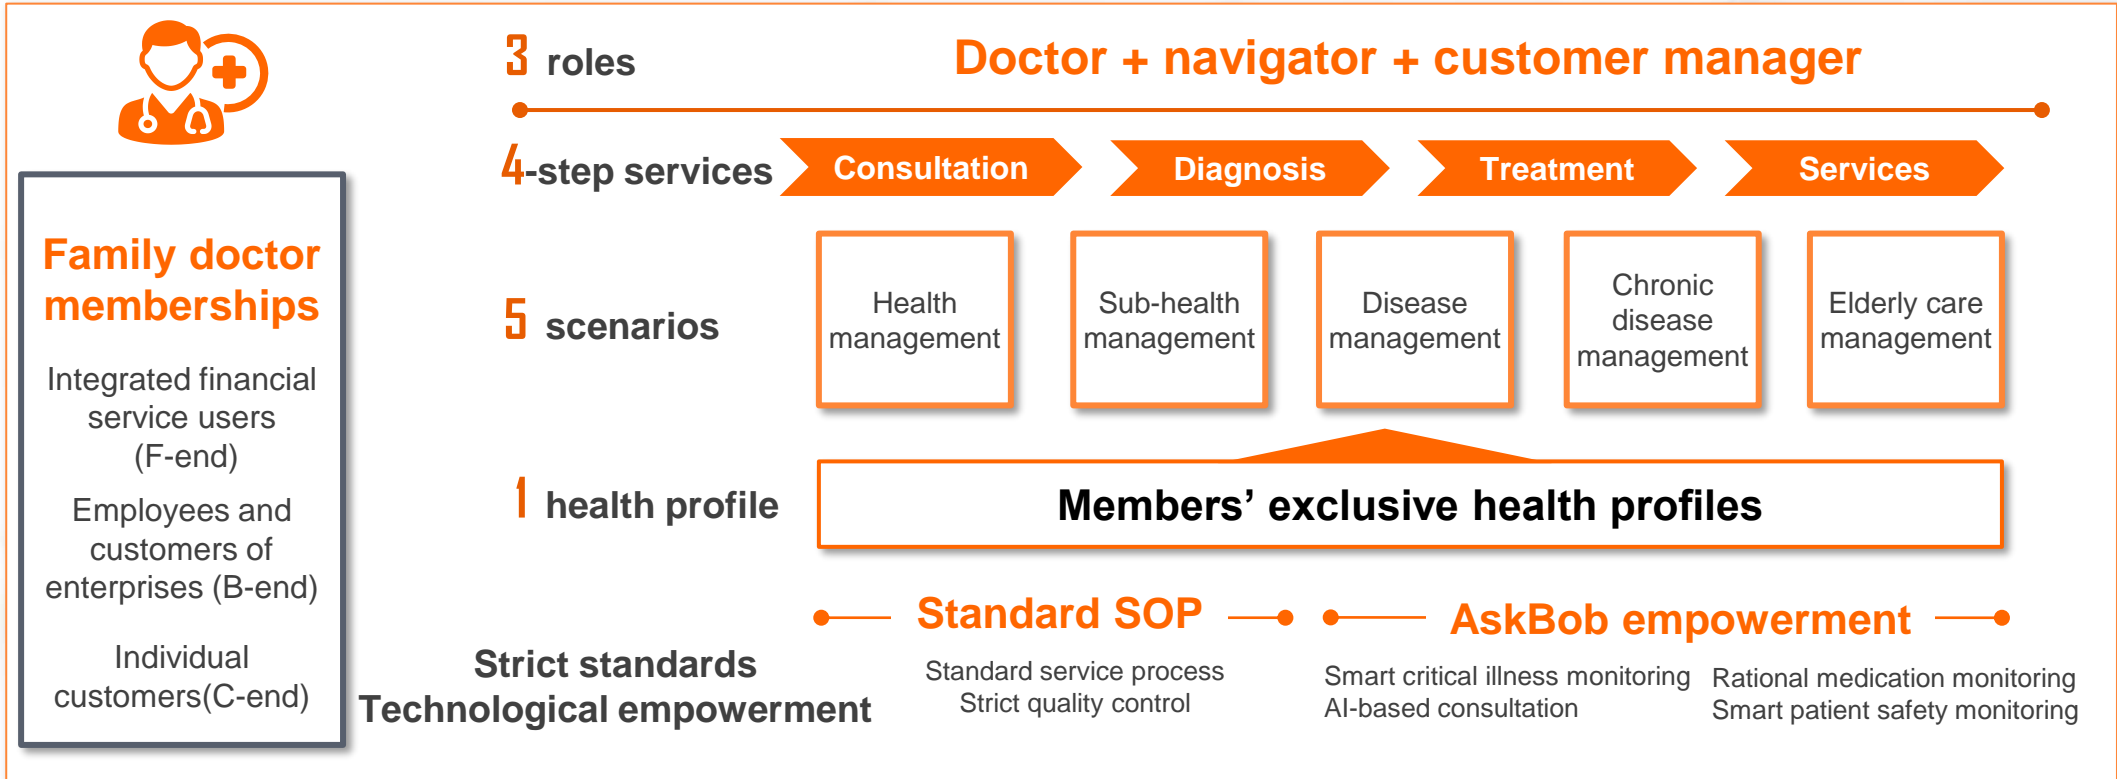 Family doctor
memberships
Integrated financial
service users
(F-end)
Employees and
customers of
enterprises (B-end)
Individual
customers(C-end)
3 roles
Doctor + navigator + customer manager
4-step services
Consultation
Diagnosis
Treatment
Services
5 scenarios
Health
management
Sub-health
management
Disease
management
Chronic
disease
management
Elderly care
management
1 health profile
Members’ exclusive health profiles
Strict standards
Technological empowerment
Standard SOP
Standard service process
Strict quality control
AskBob empowerment
Smart critical illness monitoring
AI-based consultation
Rational medication monitoring
Smart patient safety monitoring